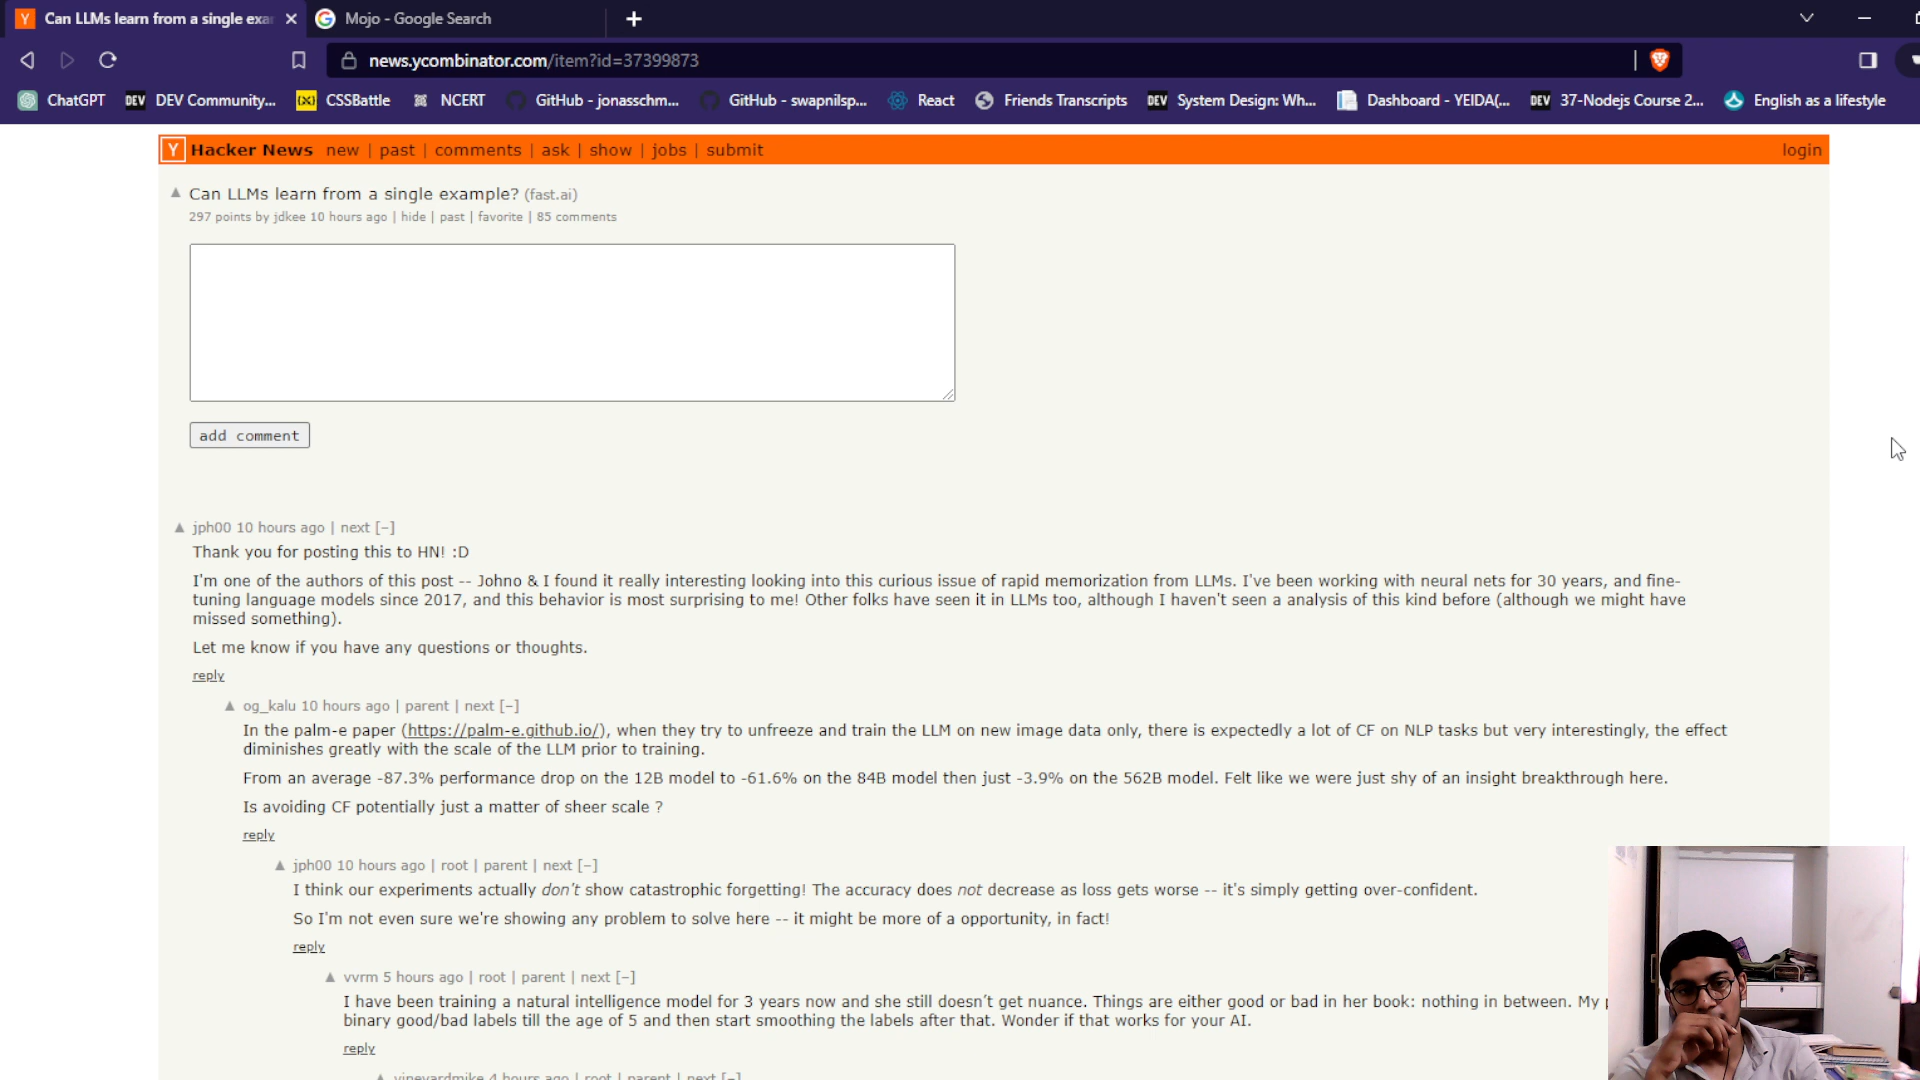 Y Can LLMs learn from a single exa
Mojo - Google Search
news.ycombinator.com/item?id=37399873
ChatGPT DEV DEV Community... CSSBattle NCERT GitHub - jonasschm... GitHub - swapnilsp... React Friends Transcripts DEV System Design: Wh... Dashboard - YEIDA(... DEV 37-Nodejs Course 2... English as a lifestyle
Y Hacker News new | past | comments | ask | show | jobs | submit login
Can LLMs learn from a single example? (fast.ai)
297 points by jdkee 10 hours ago | hide | past | favorite | 85 comments
add comment
jph00 10 hours ago | next [–]
Thank you for posting this to HN! :D
I'm one of the authors of this post -- Johno & I found it really interesting looking into this curious issue of rapid memorization from LLMs. I've been working with neural nets for 30 years, and fine-
tuning language models since 2017, and this behavior is most surprising to me! Other folks have seen it in LLMs too, although I haven't seen a analysis of this kind before (although we might have
missed something).
Let me know if you have any questions or thoughts.
reply
og_kalu 10 hours ago | parent | next [–]
In the palm-e paper (https://palm-e.github.io/), when they try to unfreeze and train the LLM on new image data only, there is expectedly a lot of CF on NLP tasks but very interestingly, the effect
diminishes greatly with the scale of the LLM prior to training.
From an average -87.3% performance drop on the 12B model to -61.6% on the 84B model then just -3.9% on the 562B model. Felt like we were just shy of an insight breakthrough here.
Is avoiding CF potentially just a matter of sheer scale ?
reply
jph00 10 hours ago | root | parent | next [–]
I think our experiments actually don't show catastrophic forgetting! The accuracy does not decrease as loss gets worse -- it's simply getting over-confident.
So I'm not even sure we're showing any problem to solve here -- it might be more of a opportunity, in fact!
reply
vvrm 5 hours ago | root | parent | next [–]
I have been training a natural intelligence model for 3 years now and she still doesn't get nuance. Things are either good or bad in her book: nothing in between. My
binary good/bad labels till the age of 5 and then start smoothing the labels after that. Wonder if that works for your AI.
reply
vineyardmike 4 hours ago | root | parent | next [–]